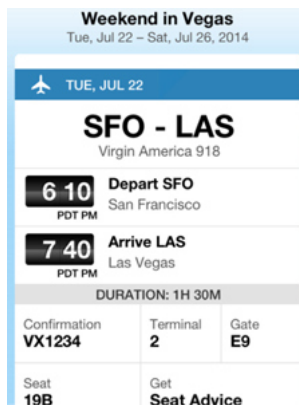 Weekend in Vegas
Tue, Jul 22 – Sat, Jul 26, 2014
TUE, JUL 22
SFO - LAS
Virgin America 918
6 10 Depart SFO
PDT PM San Francisco
7 40 Arrive LAS
PDT PM Las Vegas
DURATION: 1H 30M
Confirmation Terminal Gate
VX1234 2 E9
Seat Get
19B Seat Advice